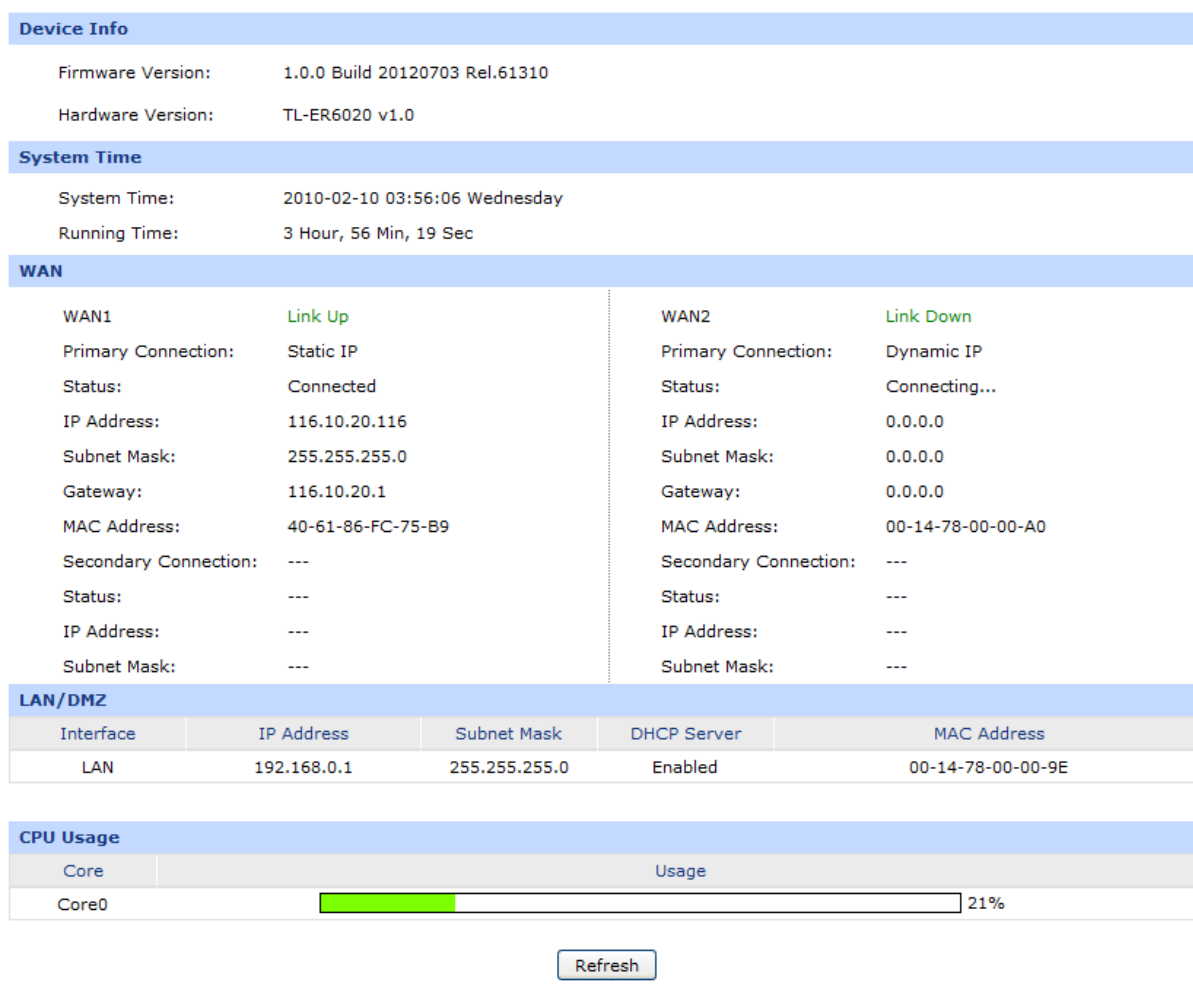 Device Info
Firmware Version: 1.0.0 Build 20120703 Rel.61310
Hardware Version: TL-ER6020 v1.0
System Time
System Time: 2010-02-10 03:56:06 Wednesday
Running Time: 3 Hour, 56 Min, 19 Sec
WAN
WAN1 Link Up
Primary Connection: Static IP
Status: Connected
IP Address: 116.10.20.116
Subnet Mask: 255.255.255.0
Gateway: 116.10.20.1
MAC Address: 40-61-86-FC-75-B9
Secondary Connection: ---
Status: ---
IP Address: ---
Subnet Mask: ---
WAN2 Link Down
Primary Connection: Dynamic IP
Status: Connecting...
IP Address: 0.0.0.0
Subnet Mask: 0.0.0.0
Gateway: 0.0.0.0
MAC Address: 00-14-78-00-00-A0
Secondary Connection: ---
Status: ---
IP Address: ---
Subnet Mask: ---
LAN/DMZ
Interface IP Address Subnet Mask DHCP Server MAC Address
LAN 192.168.0.1 255.255.255.0 Enabled 00-14-78-00-00-9E
CPU Usage
Core Usage
Core0 21%
Refresh